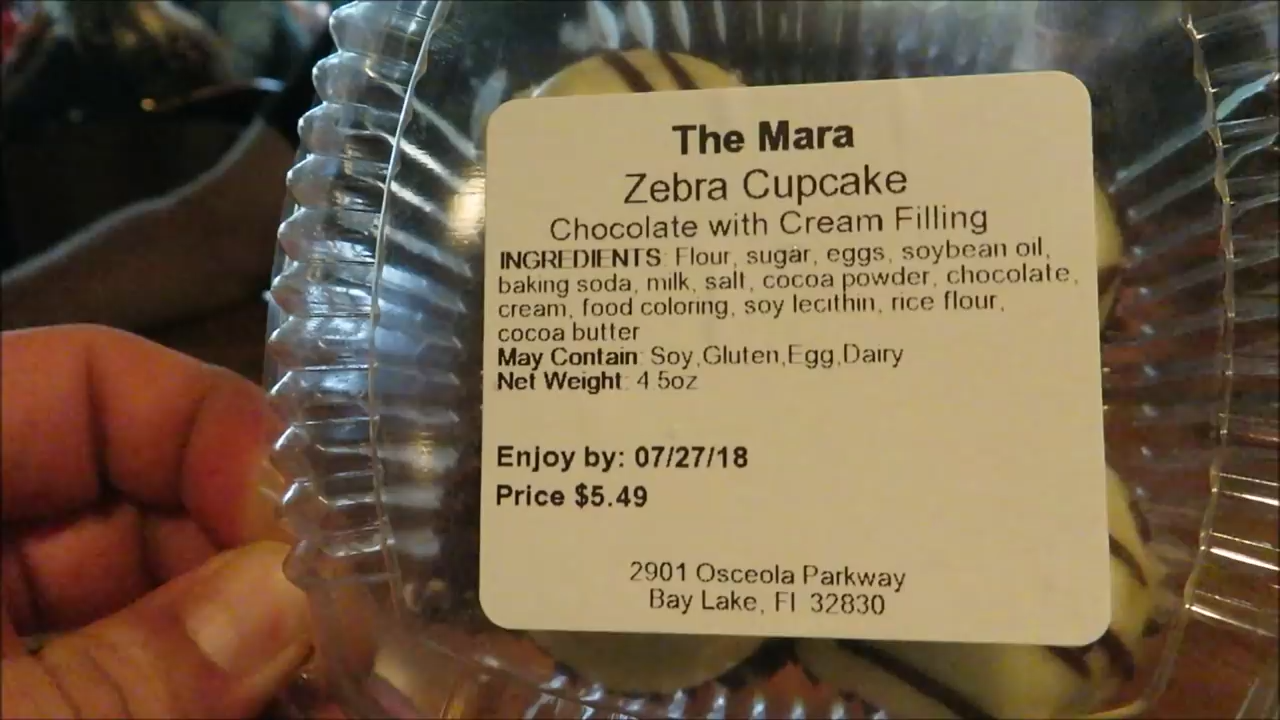 The Mara
Zebra Cupcake
Chocolate with Cream Filling
INGREDIENTS: Flour, sugar, eggs, soybean oil,
baking soda, milk, salt, cocoa powder, chocolate,
cream, food coloring, soy lecithin, rice flour,
cocoa butter
May Contain: Soy,Gluten,Egg,Dairy
Net Weight: 4.5oz
Enjoy by: 07/27/18
Price $5.49
2901 Osceola Parkway
Bay Lake, Fl 32830